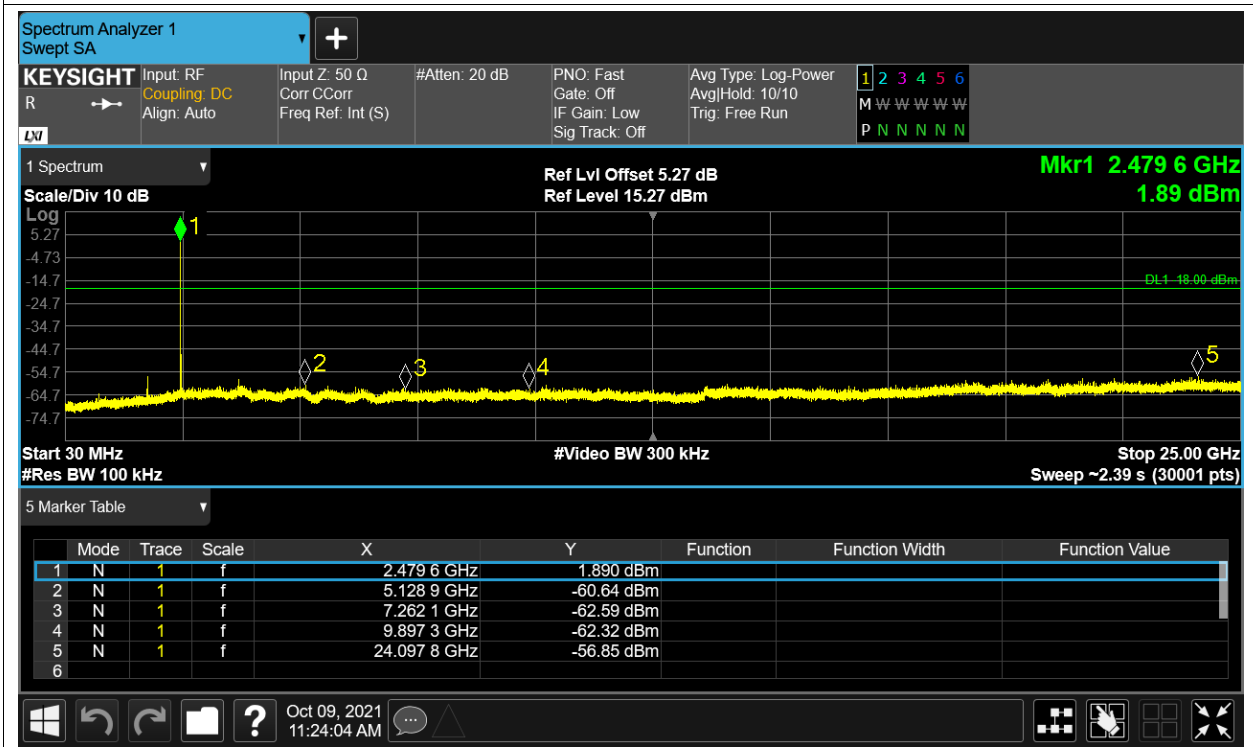 Spectrum Analyzer 1
Swept SA
KEYSIGHT
R
LXI
Input: RF
Coupling: DC
Align: Auto
Input Z: 50 Ω
Corr CCorr
Freq Ref: Int (S)
#Atten: 20 dB
PNO: Fast
Gate: Off
IF Gain: Low
Sig Track: Off
Avg Type: Log-Power
Avg|Hold: 10/10
Trig: Free Run
1 2 3 4 5 6
M W W W W W
P N N N N N
1 Spectrum
Scale/Div 10 dB
Ref Lvl Offset 5.27 dB
Ref Level 15.27 dBm
Mkr1 2.479 6 GHz
1.89 dBm
Log
5.27
-4.73
-14.7
-24.7
-34.7
-44.7
-54.7
-64.7
-74.7
1
2
3
4
5
DL1 -18.00 dBm
Start 30 MHz
#Video BW 300 kHz
Stop 25.00 GHz
#Res BW 100 kHz
Sweep ~2.39 s (30001 pts)
5 Marker Table
Mode Trace Scale X Y Function Function Width Function Value
1 N 1 f 2.479 6 GHz 1.890 dBm
2 N 1 f 5.128 9 GHz -60.64 dBm
3 N 1 f 7.262 1 GHz -62.59 dBm
4 N 1 f 9.897 3 GHz -62.32 dBm
5 N 1 f 24.097 8 GHz -56.85 dBm
6
?
Oct 09, 2021
11:24:04 AM